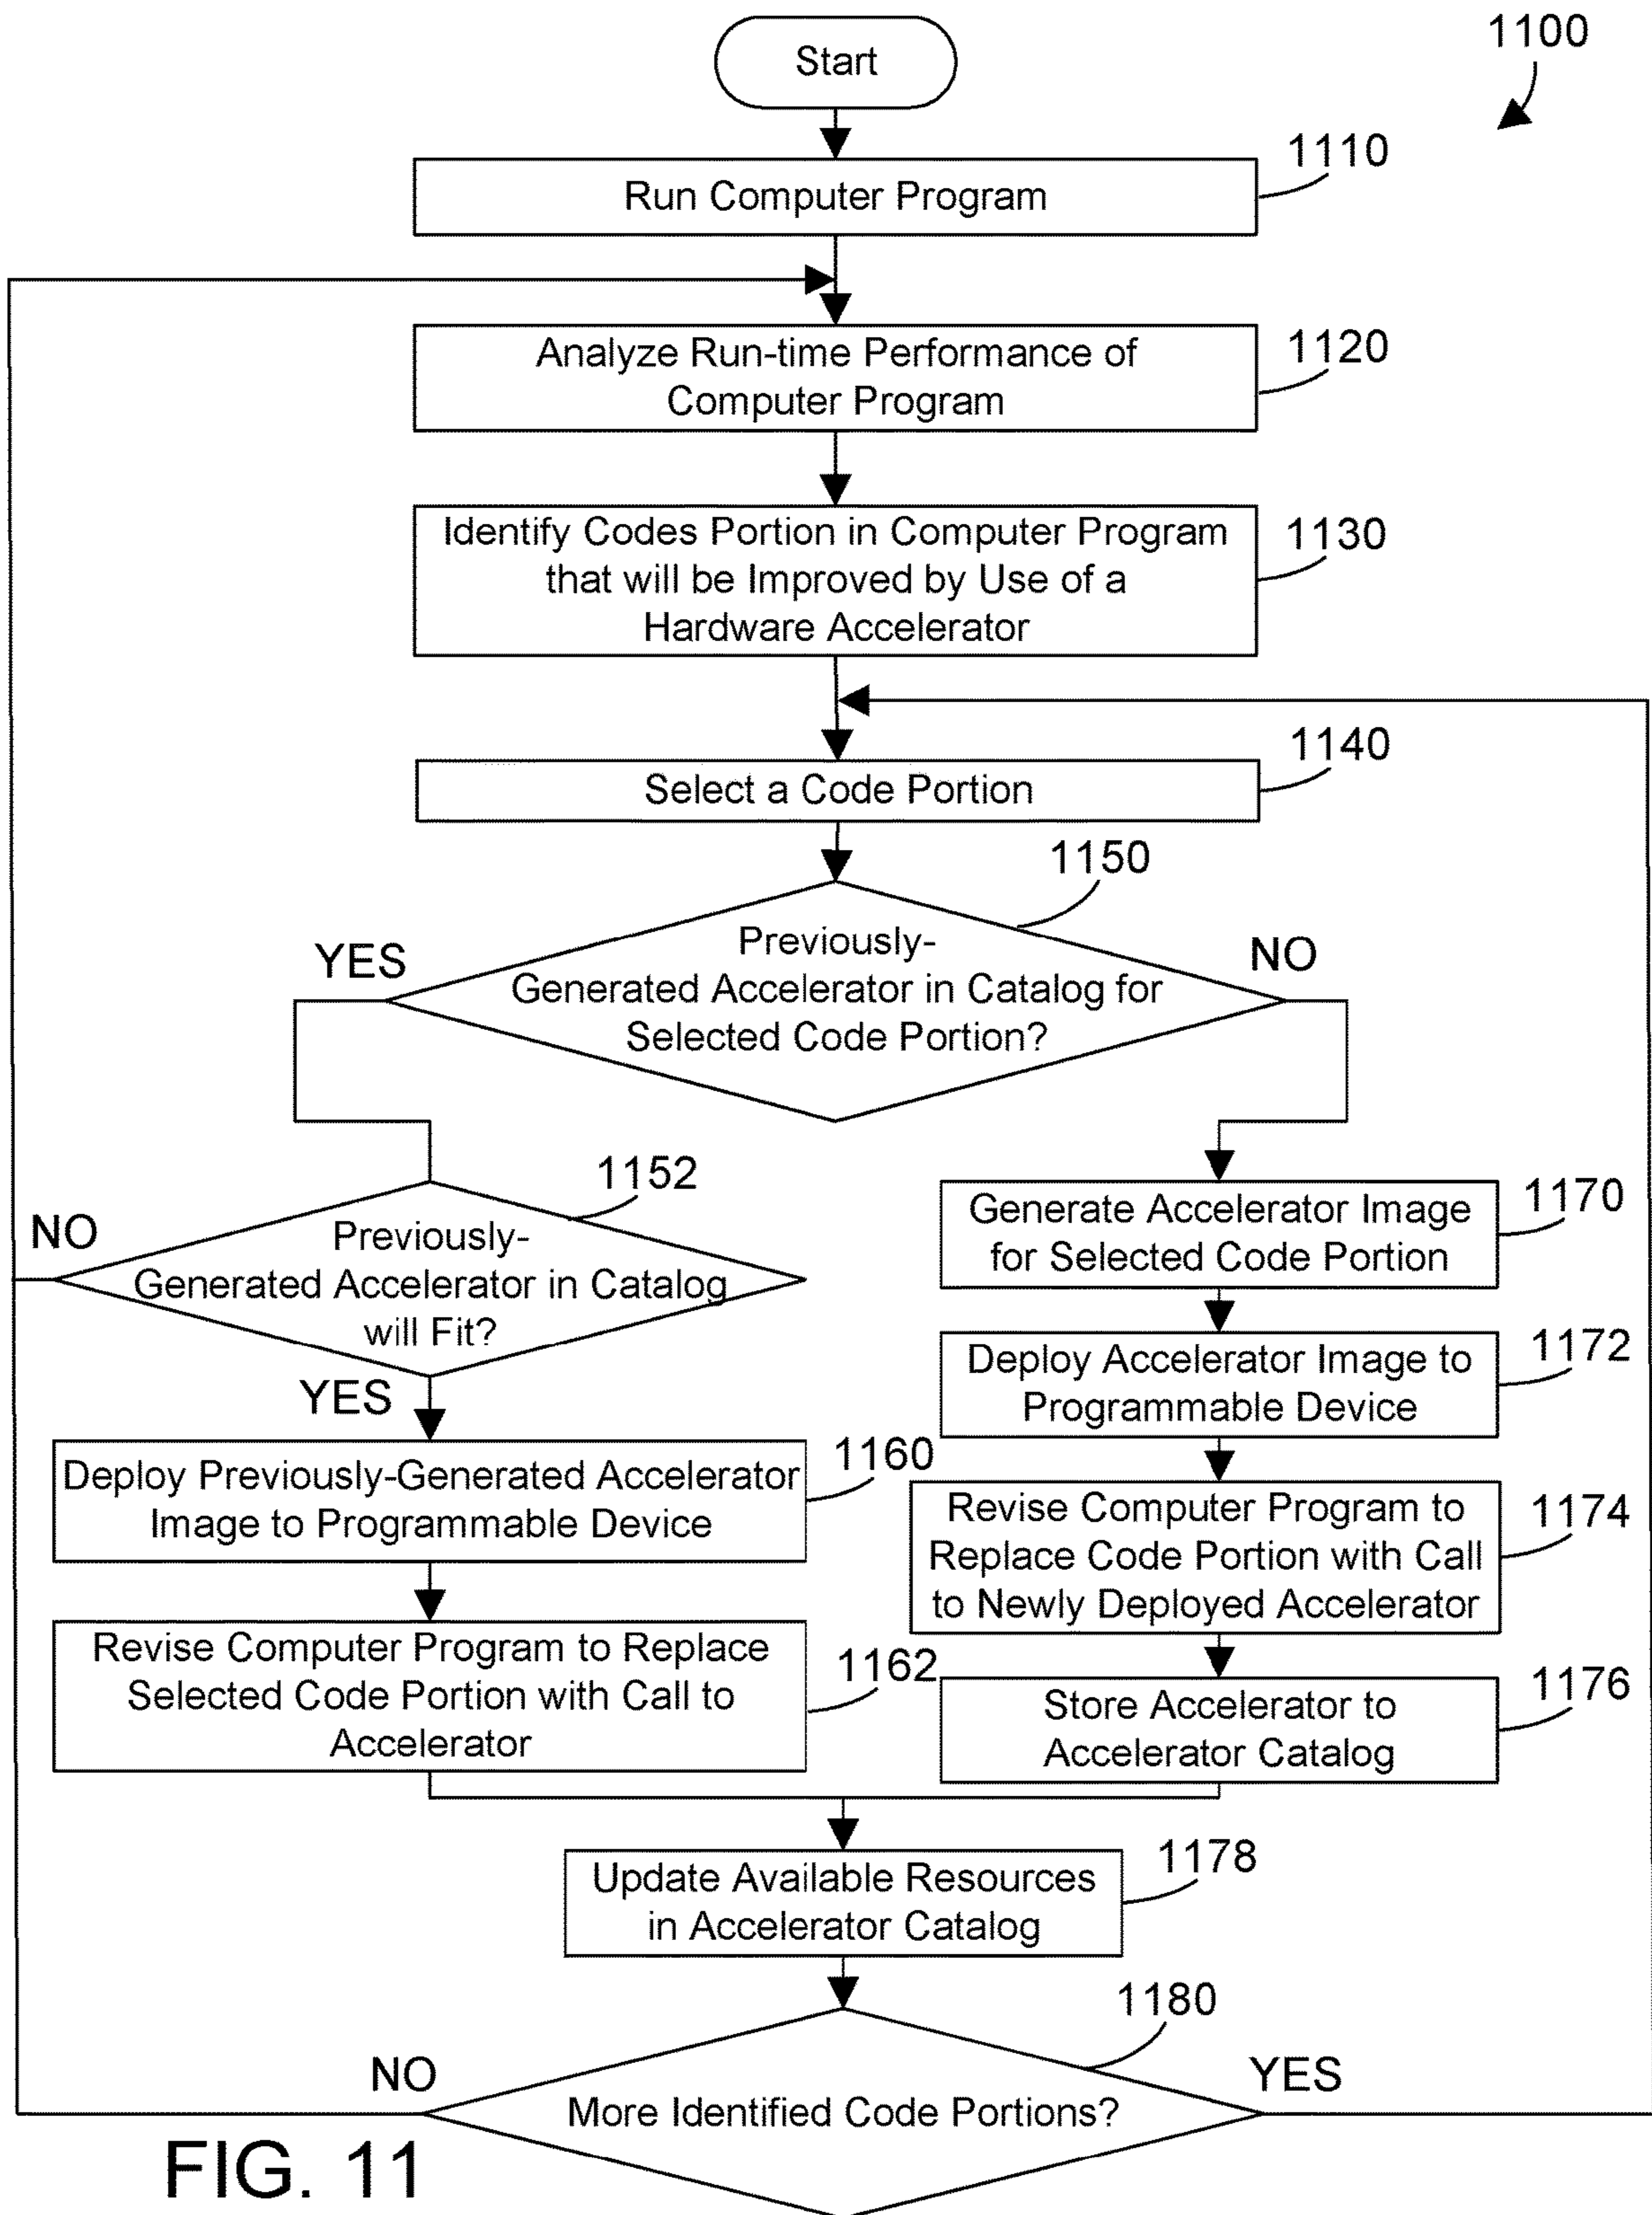 1100
Start
1110
Run Computer Program
1120
Analyze Run-time Performance of
Computer Program
1130
Identify Codes Portion in Computer Program
that will be Improved by Use of a
Hardware Accelerator
1140
Select a Code Portion
1150
YES
NO
Previously-
Generated Accelerator in Catalog for
Selected Code Portion?
1152
NO
Previously-
Generated Accelerator in Catalog
will Fit?
YES
1160
Deploy Previously-Generated Accelerator
Image to Programmable Device
1162
Revise Computer Program to Replace
Selected Code Portion with Call to
Accelerator
1170
Generate Accelerator Image
for Selected Code Portion
1172
Deploy Accelerator Image to
Programmable Device
1174
Revise Computer Program to
Replace Code Portion with Call
to Newly Deployed Accelerator
1176
Store Accelerator to
Accelerator Catalog
1178
Update Available Resources
in Accelerator Catalog
1180
NO
YES
More Identified Code Portions?
FIG. 11